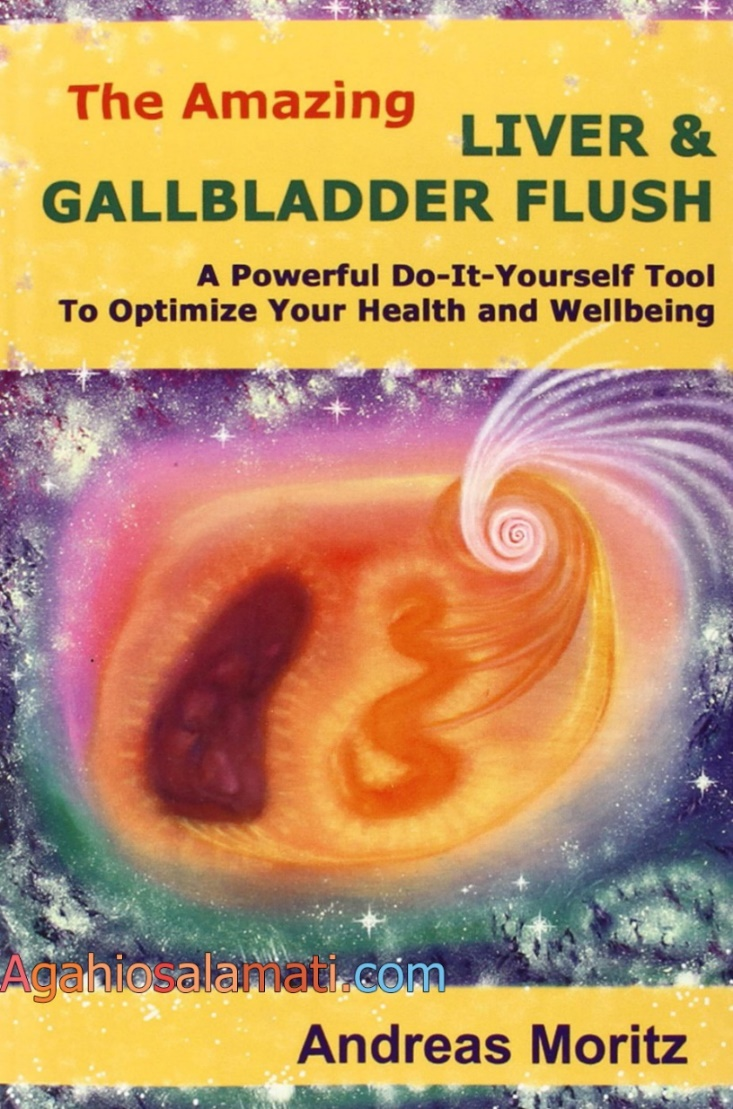 The Amazing
LIVER &
GALLBLADDER FLUSH
A Powerful Do-It-Yourself Tool
To Optimize Your Health and Wellbeing
Agahiosalamati.com
Andreas Moritz